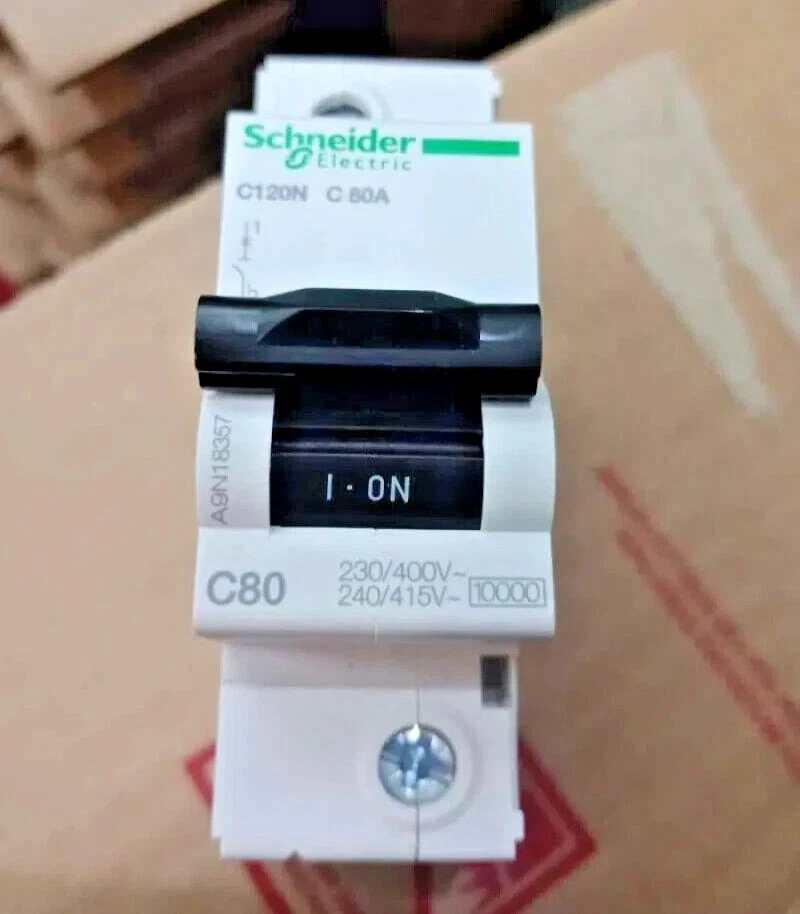 Schneider
Electric
C120N C 80A
A9N18357
I · ON
C80
230/400V~
240/415V~ 10000